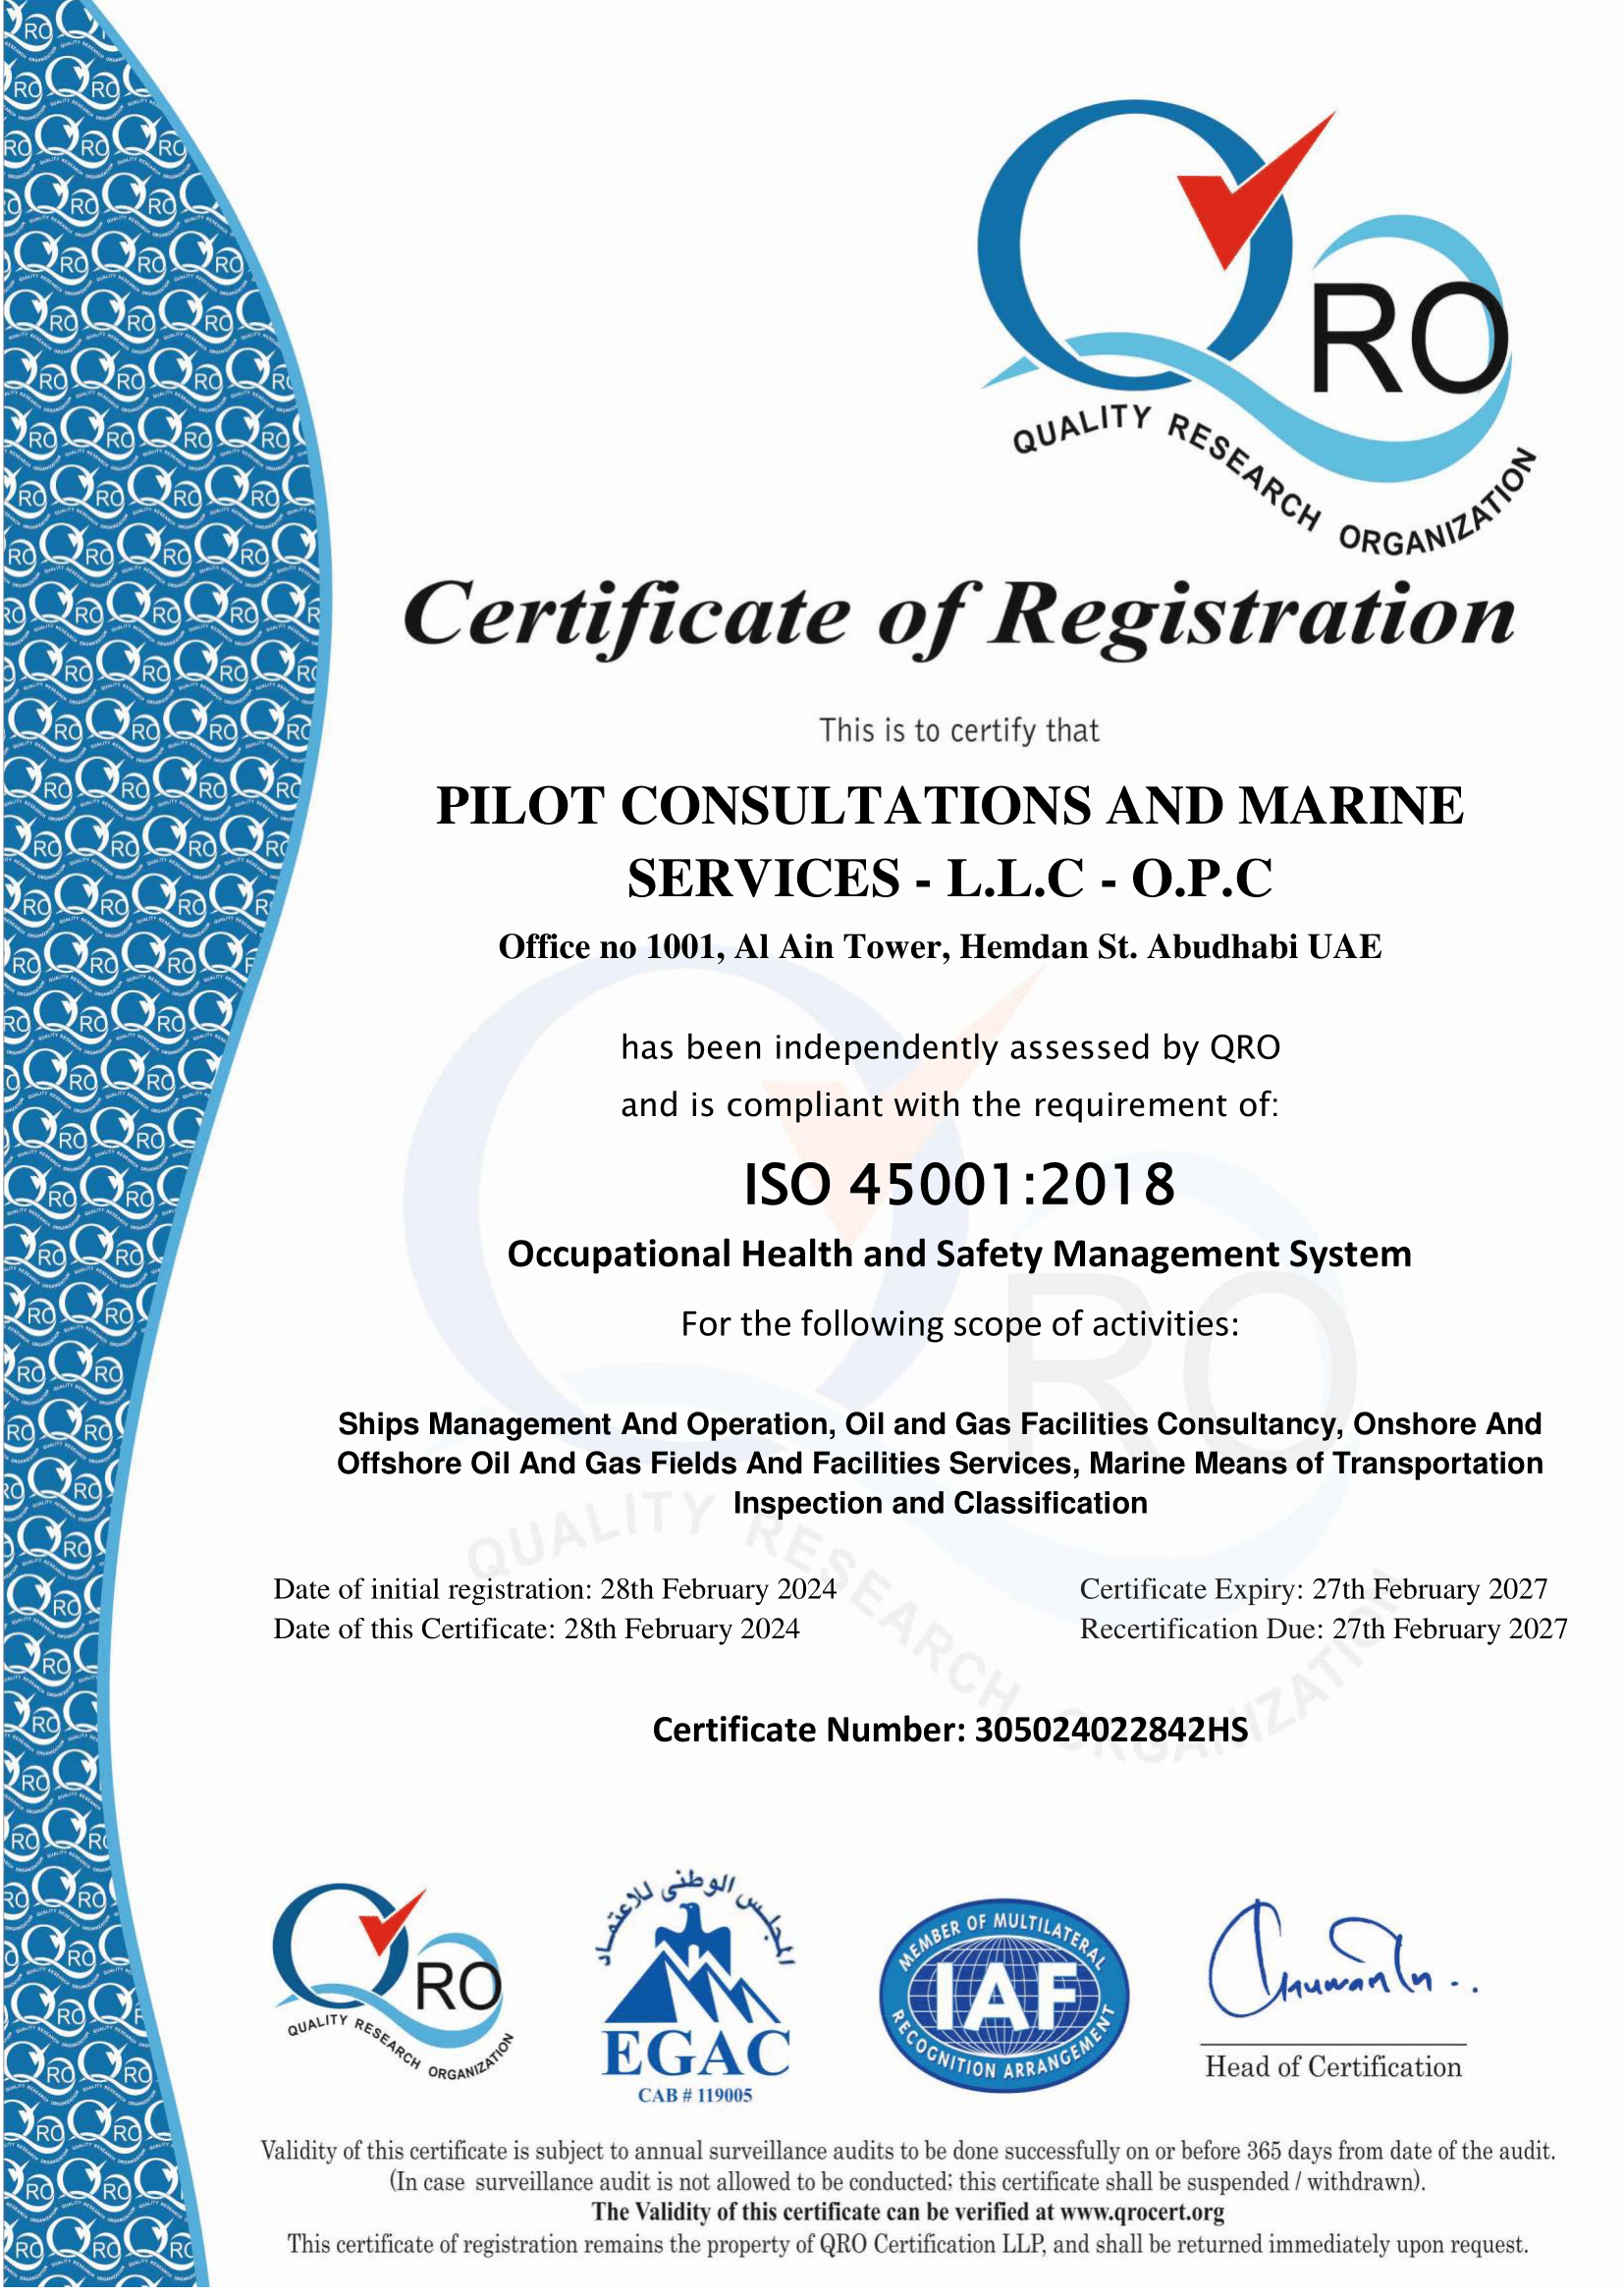 QRO
QUALITY RESEARCH ORGANIZATION
Certificate of Registration
This is to certify that
PILOT CONSULTATIONS AND MARINE
SERVICES - L.L.C - O.P.C
Office no 1001, Al Ain Tower, Hemdan St. Abudhabi UAE
has been independently assessed by QRO
and is compliant with the requirement of:
ISO 45001:2018
Occupational Health and Safety Management System
For the following scope of activities:
Ships Management And Operation, Oil and Gas Facilities Consultancy, Onshore And
Offshore Oil And Gas Fields And Facilities Services, Marine Means of Transportation
Inspection and Classification
Date of initial registration: 28th February 2024
Certificate Expiry: 27th February 2027
Date of this Certificate: 28th February 2024
Recertification Due: 27th February 2027
Certificate Number: 305024022842HS
QRO
QUALITY RESEARCH ORGANIZATION
المجلس الوطنى للاعتماد
EGAC
CAB # 119005
MEMBER OF MULTILATERAL
IAF
RECOGNITION ARRANGEMENT
Head of Certification
Validity of this certificate is subject to annual surveillance audits to be done successfully on or before 365 days from date of the audit.
(In case surveillance audit is not allowed to be conducted; this certificate shall be suspended / withdrawn).
The Validity of this certificate can be verified at www.qrocert.org
This certificate of registration remains the property of QRO Certification LLP, and shall be returned immediately upon request.